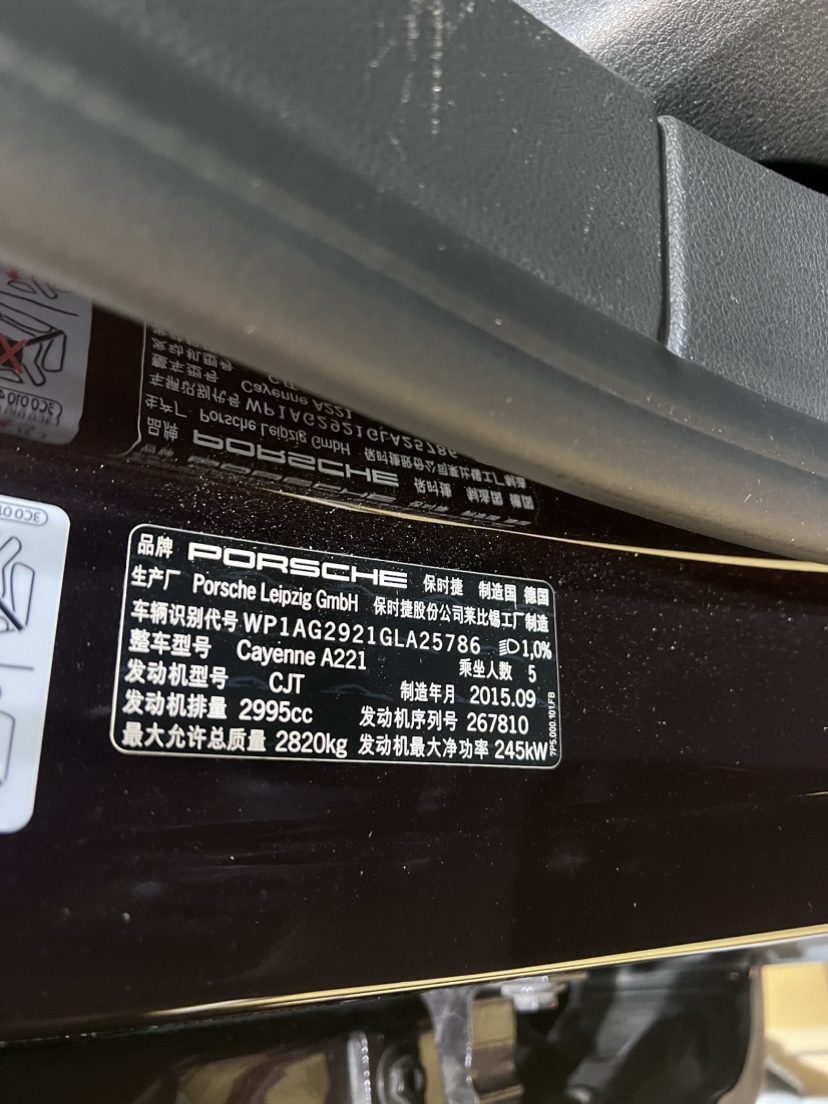 品牌 PORSCHE 保时捷 制造国 德国
生产厂 Porsche Leipzig GmbH 保时捷股份公司莱比锡工厂制造
车辆识别代号 WP1AG2921GLA25786 1,0%
整车型号 Cayenne A221 乘坐人数 5
发动机型号 CJT 制造年月 2015.09
发动机排量 2995cc 发动机序列号 267810
最大允许总质量 2820kg 发动机最大净功率 245kW
7P5.000.101.FB